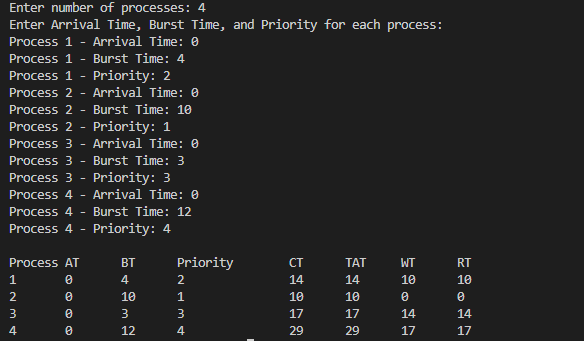 Enter number of processes: 4
Enter Arrival Time, Burst Time, and Priority for each process:
Process 1 - Arrival Time: 0
Process 1 - Burst Time: 4
Process 1 - Priority: 2
Process 2 - Arrival Time: 0
Process 2 - Burst Time: 10
Process 2 - Priority: 1
Process 3 - Arrival Time: 0
Process 3 - Burst Time: 3
Process 3 - Priority: 3
Process 4 - Arrival Time: 0
Process 4 - Burst Time: 12
Process 4 - Priority: 4
Process AT BT Priority CT TAT WT RT
1 0 4 2 14 14 10 10
2 0 10 1 10 10 0 0
3 0 3 3 17 17 14 14
4 0 12 4 29 29 17 17